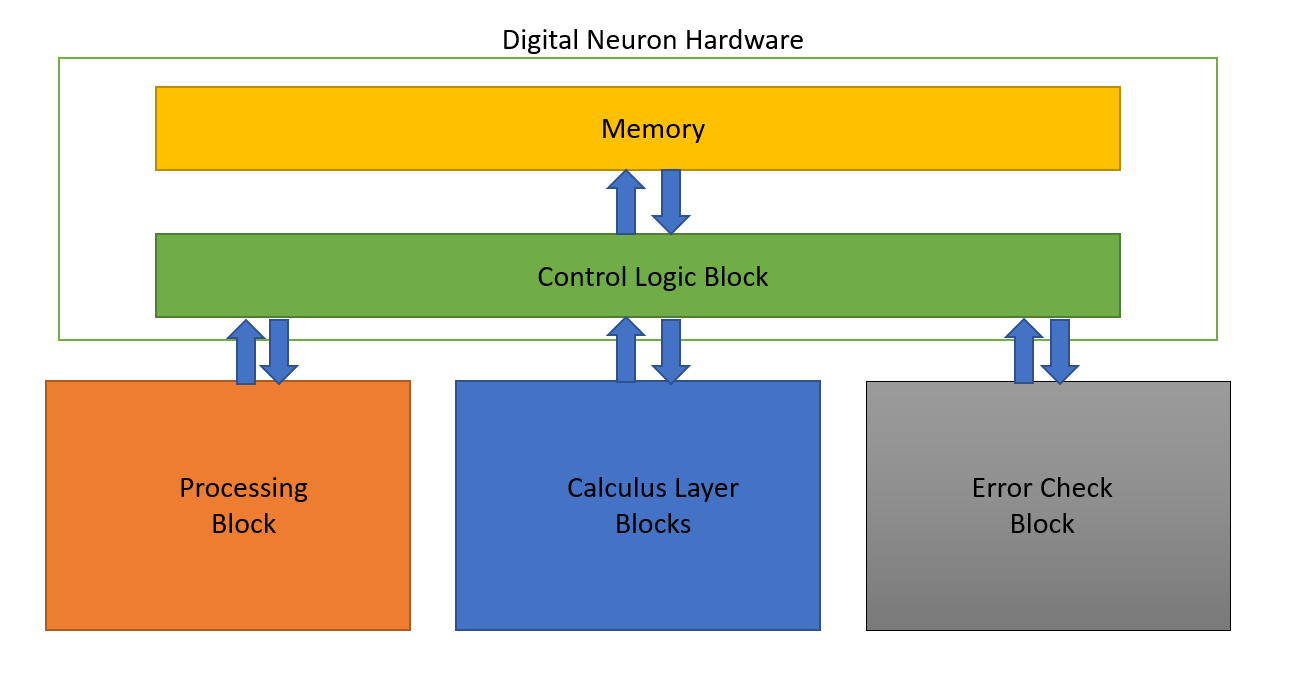 Digital Neuron Hardware
Memory
Control Logic Block
Processing
Block
Calculus Layer
Blocks
Error Check
Block